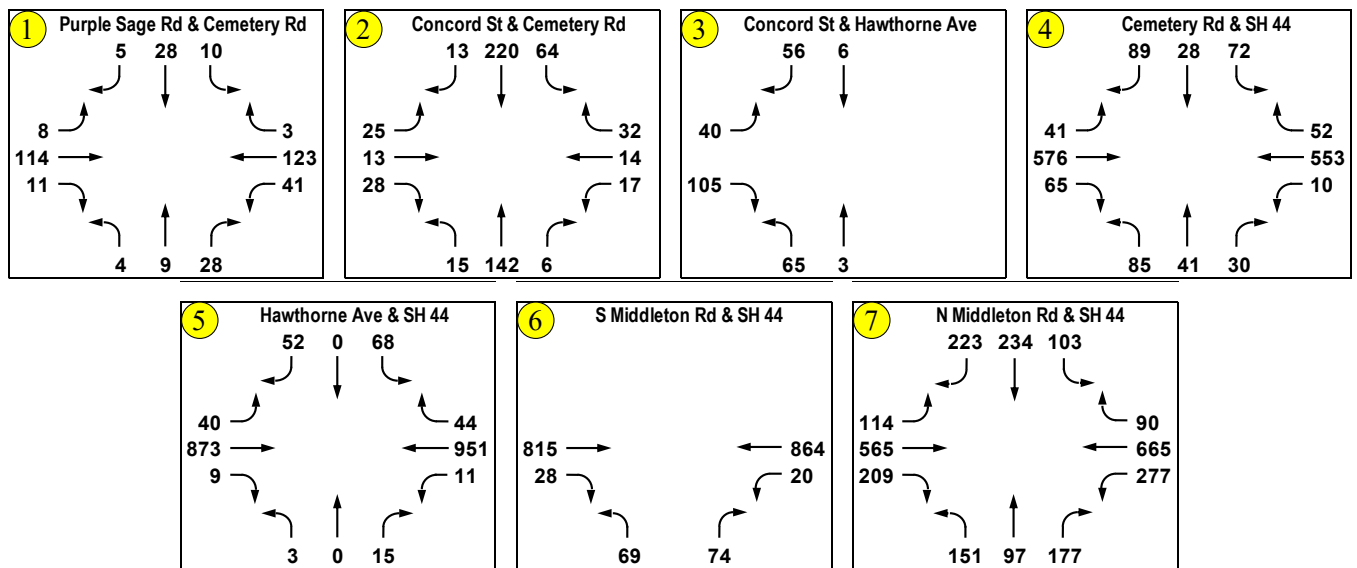 1 Purple Sage Rd & Cemetery Rd
5 28 10
8 3
114 123
11 41
4 9 28
2 Concord St & Cemetery Rd
13 220 64
25 32
13 14
28 17
15 142 6
3 Concord St & Hawthorne Ave
56 6
40
105
65 3
4 Cemetery Rd & SH 44
89 28 72
41 52
576 553
65 10
85 41 30
5 Hawthorne Ave & SH 44
52 0 68
40 44
873 951
9 11
3 0 15
6 S Middleton Rd & SH 44
815 864
28 20
69 74
7 N Middleton Rd & SH 44
223 234 103
114 90
565 665
209 277
151 97 177